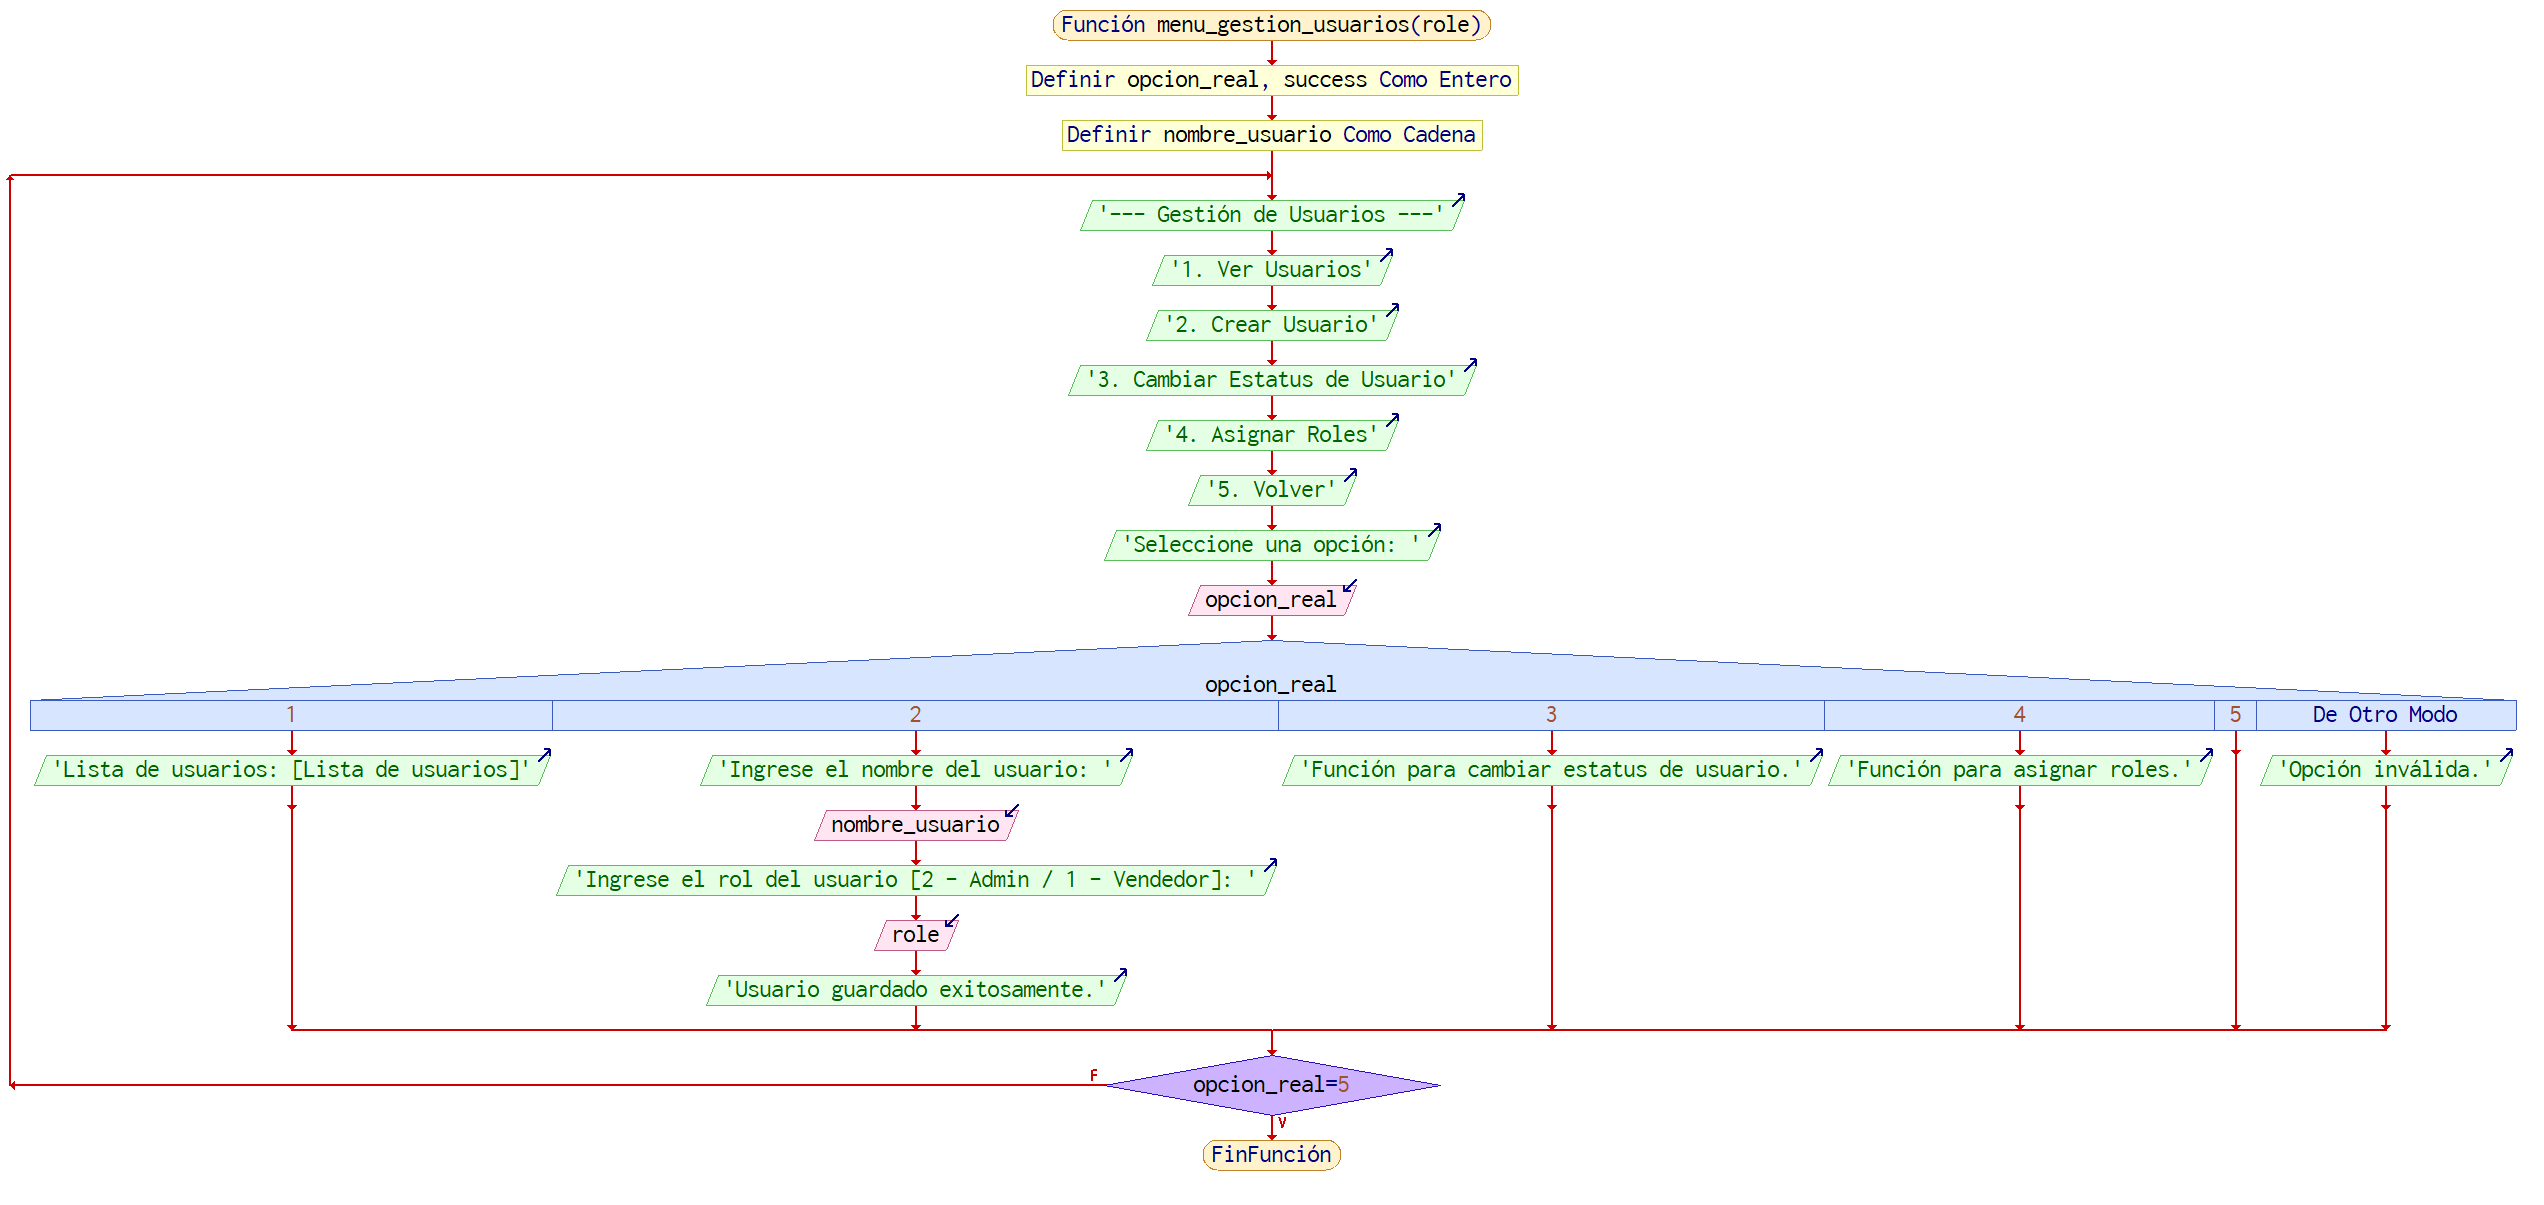 Función menu_gestion_usuarios(role)
Definir opcion_real, success Como Entero
Definir nombre_usuario Como Cadena
'--- Gestión de Usuarios ---'
'1. Ver Usuarios'
'2. Crear Usuario'
'3. Cambiar Estatus de Usuario'
'4. Asignar Roles'
'5. Volver'
'Seleccione una opción: '
opcion_real
opcion_real
1 2 3 4 5 De Otro Modo
'Lista de usuarios: [Lista de usuarios]' 'Ingrese el nombre del usuario: ' 'Función para cambiar estatus de usuario.' 'Función para asignar roles.' 'Opción inválida.'
nombre_usuario
'Ingrese el rol del usuario [2 - Admin / 1 - Vendedor]: '
role
'Usuario guardado exitosamente.'
F
opcion_real=5
V
FinFunción